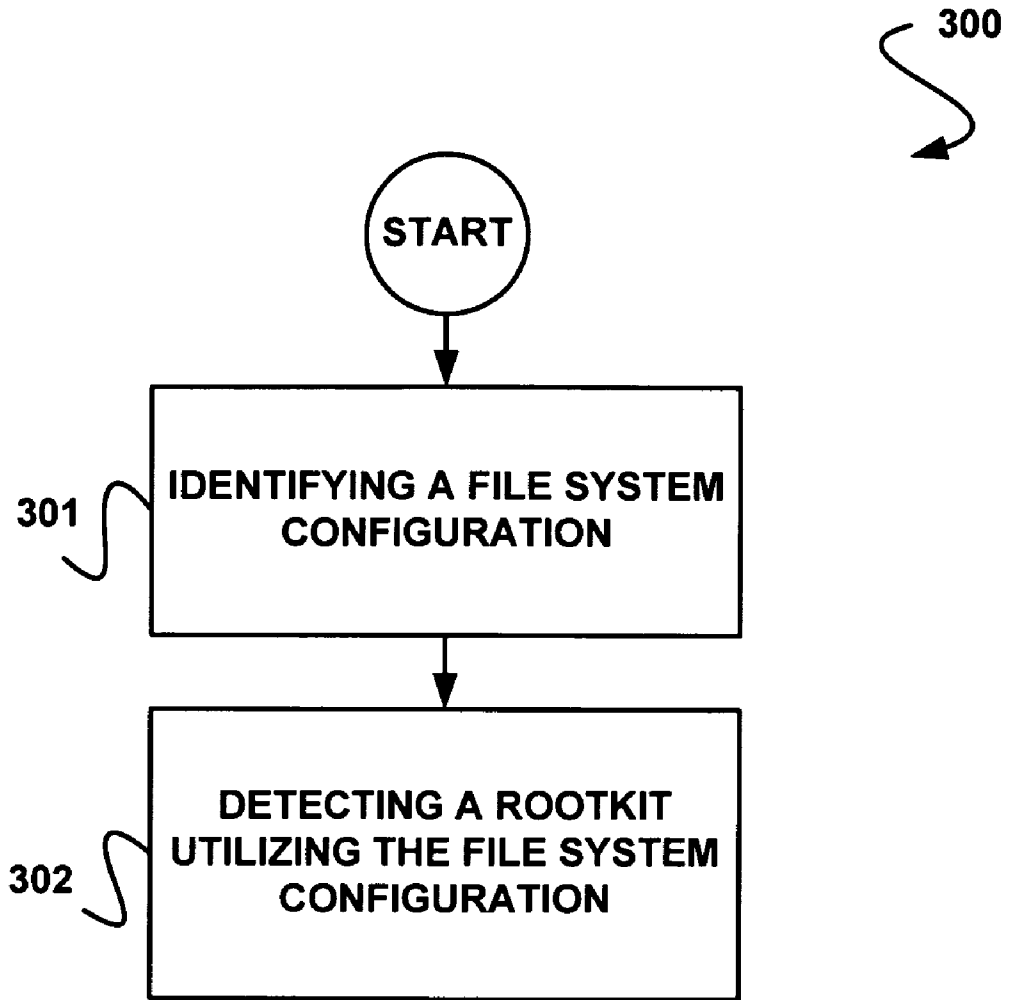 300
START
301
IDENTIFYING A FILE SYSTEM
CONFIGURATION
302
DETECTING A ROOTKIT
UTILIZING THE FILE SYSTEM
CONFIGURATION